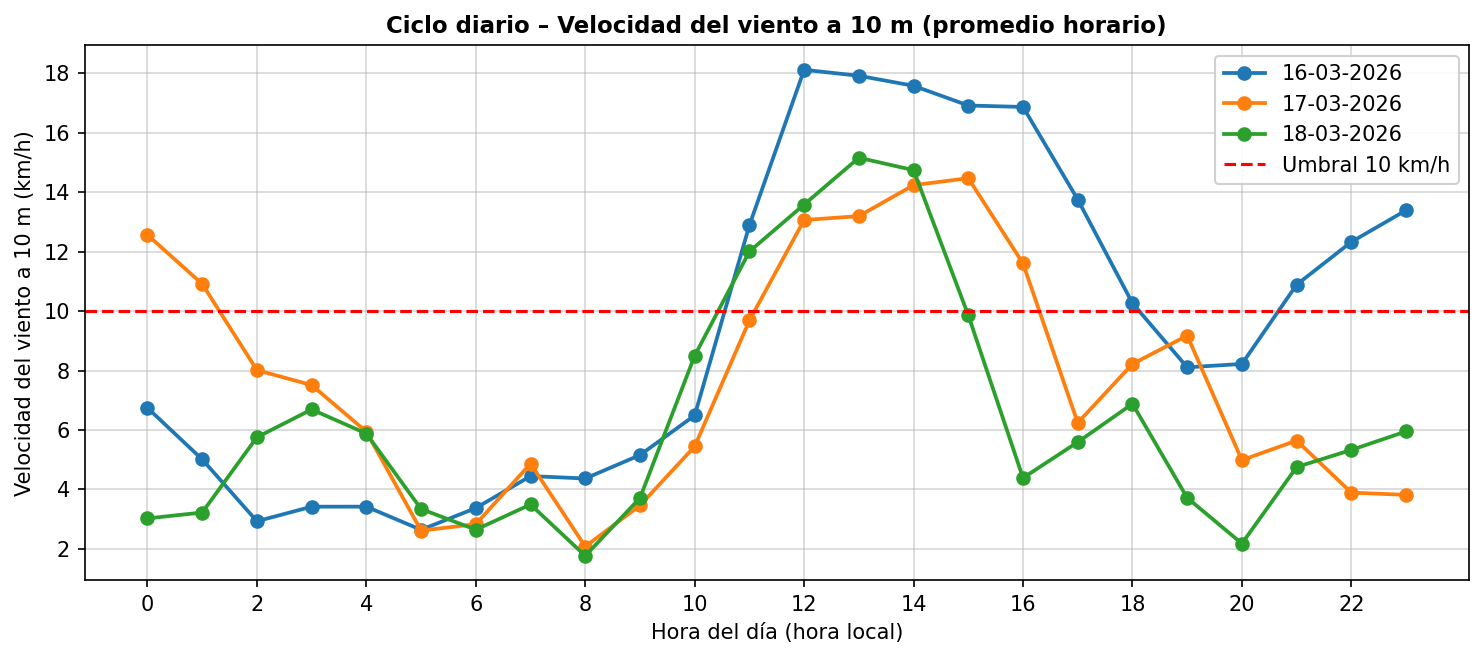 Ciclo diario – Velocidad del viento a 10 m (promedio horario)
Velocidad del viento a 10 m (km/h)
18
16
14
12
10
8
6
4
2
16-03-2026
17-03-2026
18-03-2026
Umbral 10 km/h
0 2 4 6 8 10 12 14 16 18 20 22
Hora del día (hora local)